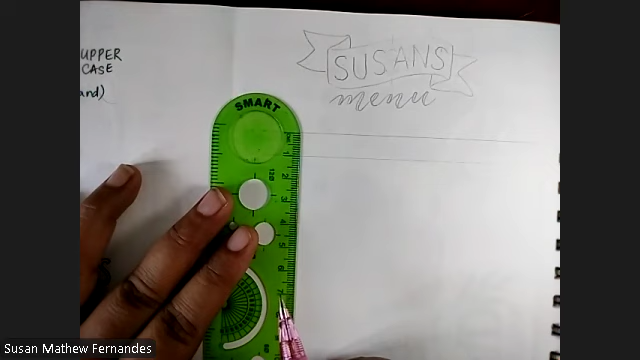 UPPER
CASE
and)
SUSANS
menu
SMART
Susan Mathew Fernandes